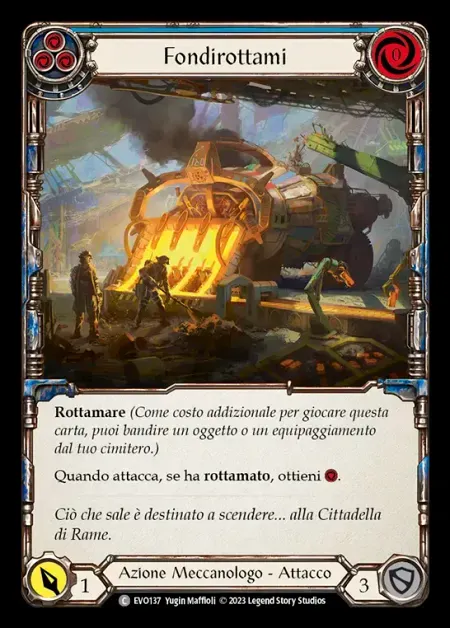 Fondirottami
0
Rottamare (Come costo addizionale per giocare questa
carta, puoi bandire un oggetto o un equipaggiamento
dal tuo cimitero.)
Quando attacca, se ha rottamato, ottieni .
Ciò che sale è destinato a scendere... alla Cittadella
di Rame.
1
Azione Meccanologo - Attacco
3
C EVO137 Yugin Maffioli © 2023 Legend Story Studios